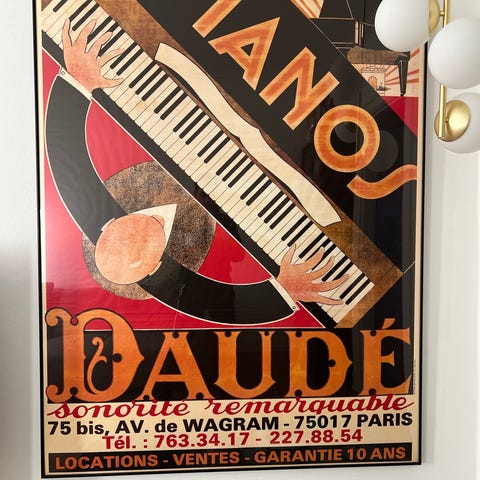 IANOS
DAUDÉ
sonorité remarquable
75 bis, AV. de WAGRAM - 75017 PARIS
Tél. : 763.34.17 - 227.88.54
LOCATIONS - VENTES - GARANTIE 10 ANS